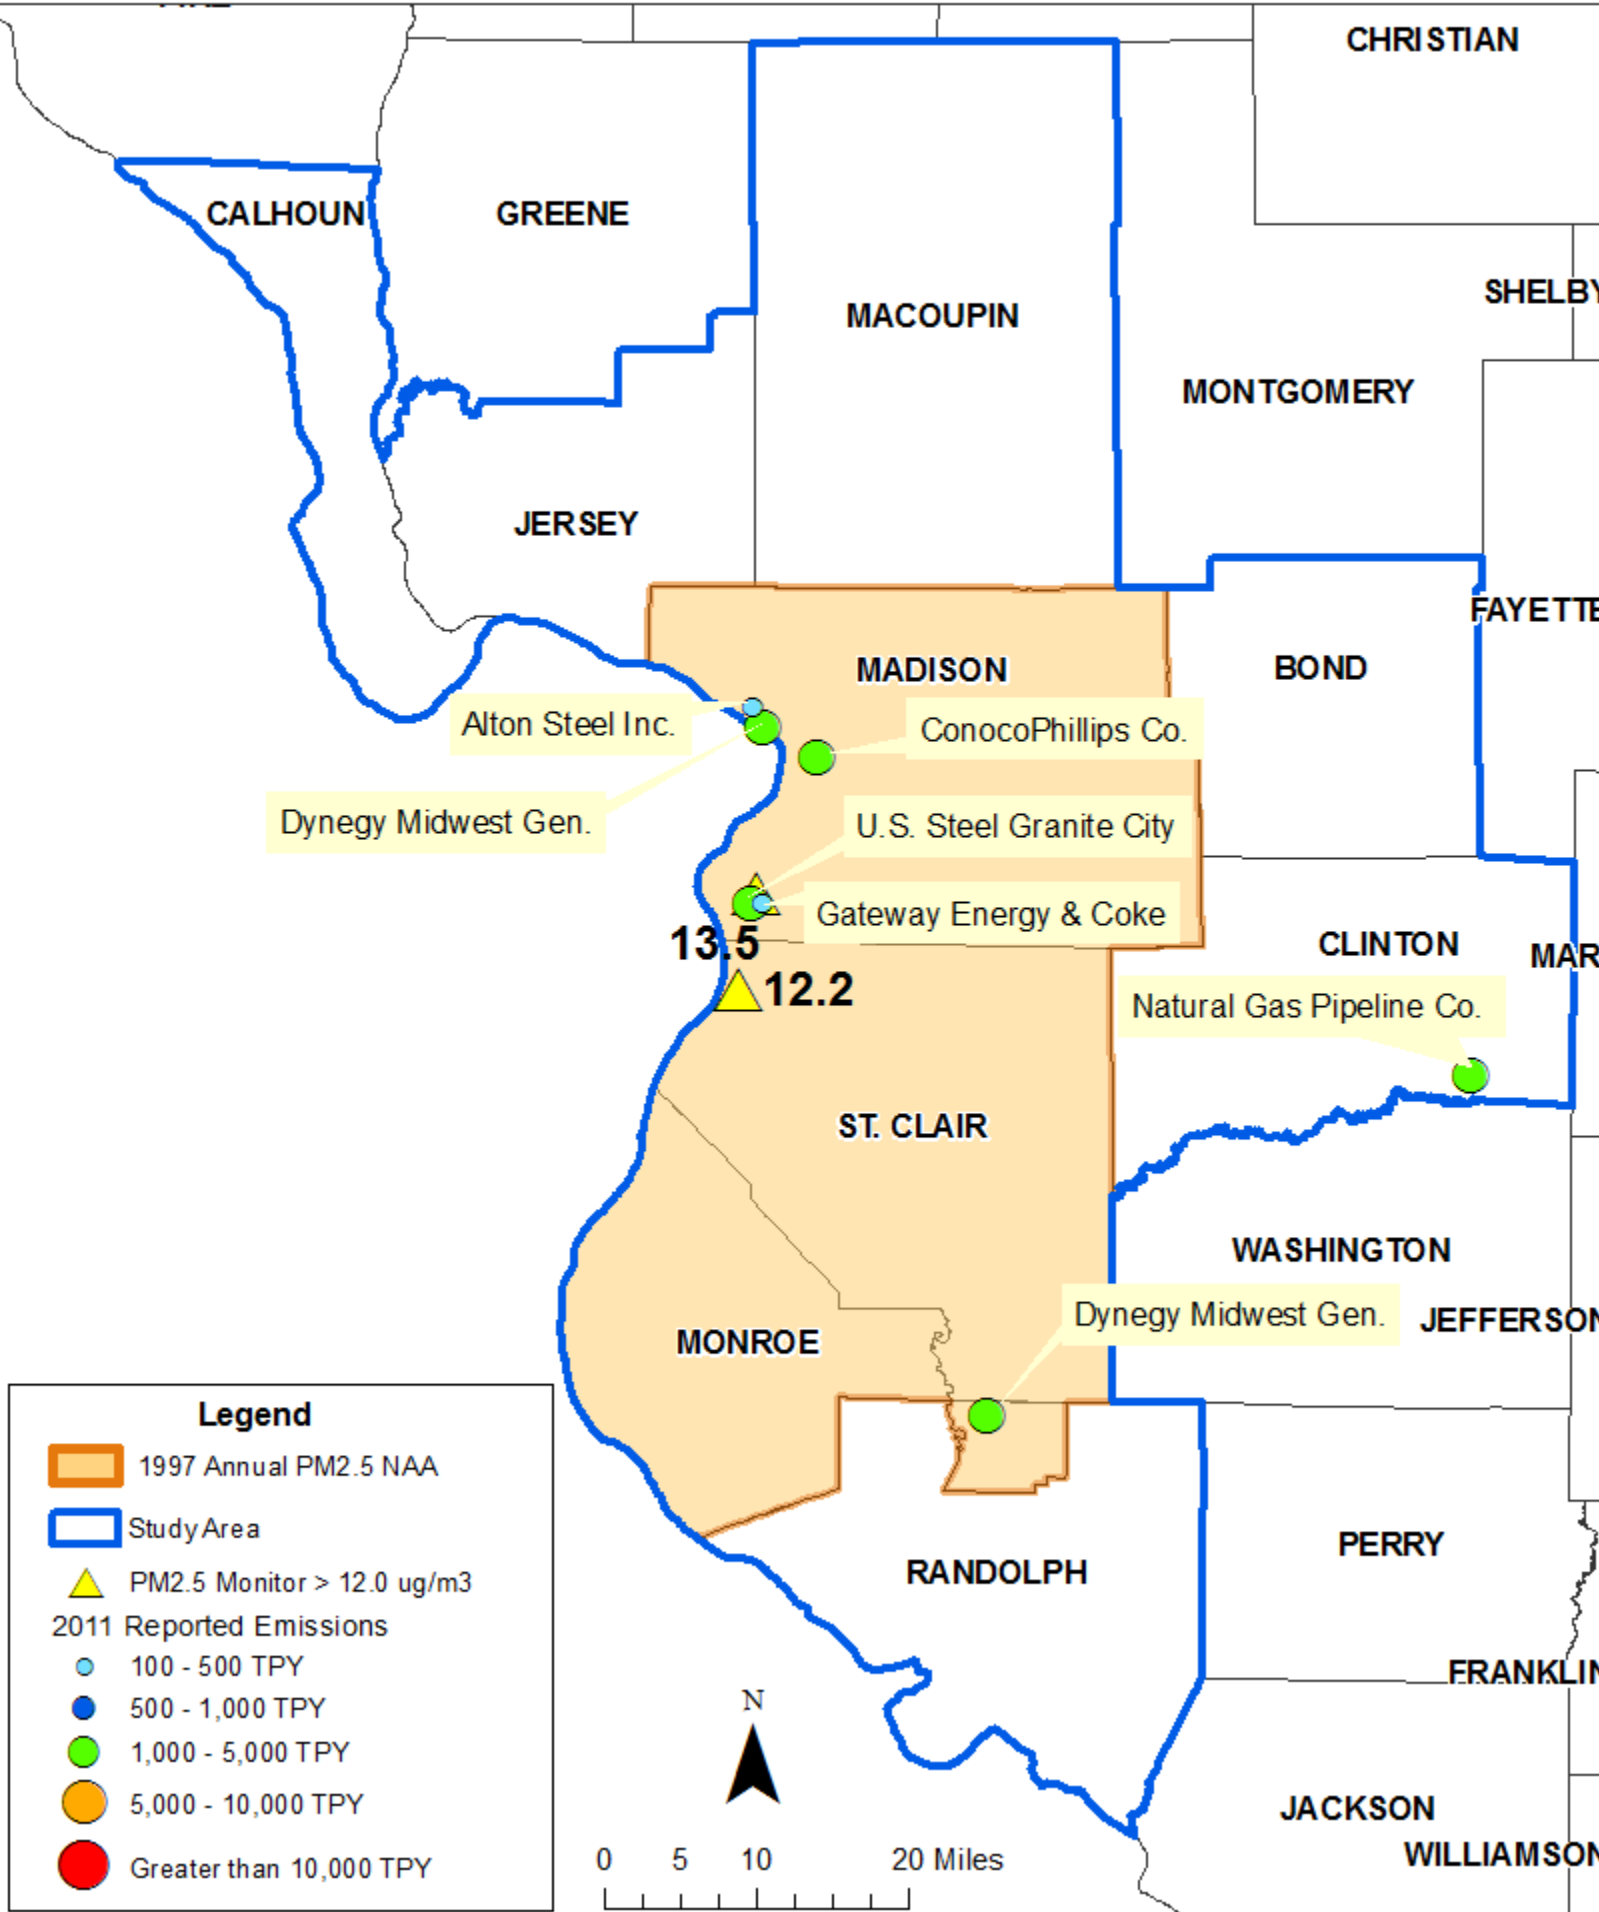 CHRISTIAN
CALHOUN
GREENE
SHELBY
MACOUPIN
MONTGOMERY
JERSEY
FAYETTE
MADISON
BOND
Alton Steel Inc.
ConocoPhillips Co.
Dynegy Midwest Gen.
U.S. Steel Granite City
Gateway Energy & Coke
13.5
CLINTON
MAR
12.2
Natural Gas Pipeline Co.
ST. CLAIR
WASHINGTON
Dynegy Midwest Gen.
JEFFERSON
MONROE
Legend
1997 Annual PM2.5 NAA
Study Area
PM2.5 Monitor > 12.0 ug/m3
2011 Reported Emissions
100 - 500 TPY
500 - 1,000 TPY
1,000 - 5,000 TPY
5,000 - 10,000 TPY
Greater than 10,000 TPY
PERRY
RANDOLPH
FRANKLIN
N
JACKSON
WILLIAMSON
0 5 10 20 Miles